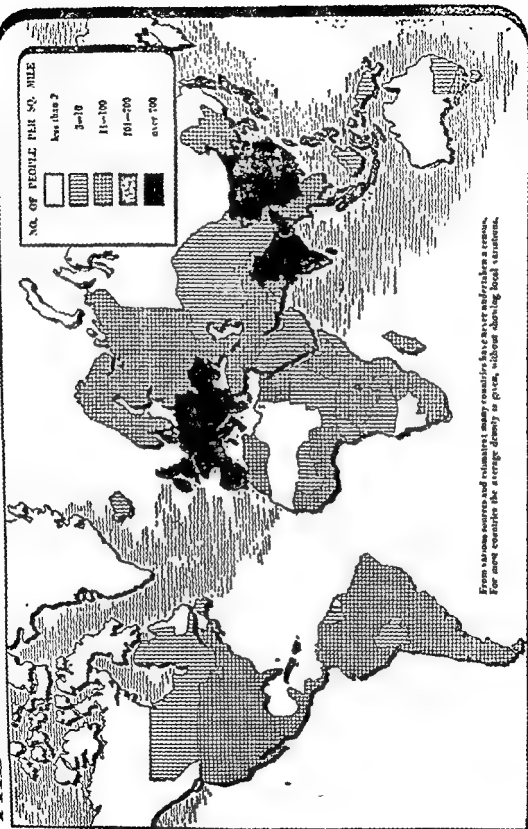 NO. OF PEOPLE PER SQ. MILE
less than 2
3–10
11–100
101–200
over 200
From various sources and estimates: many countries have never undertaken a census.
For most countries the average density is given, without showing local variations.